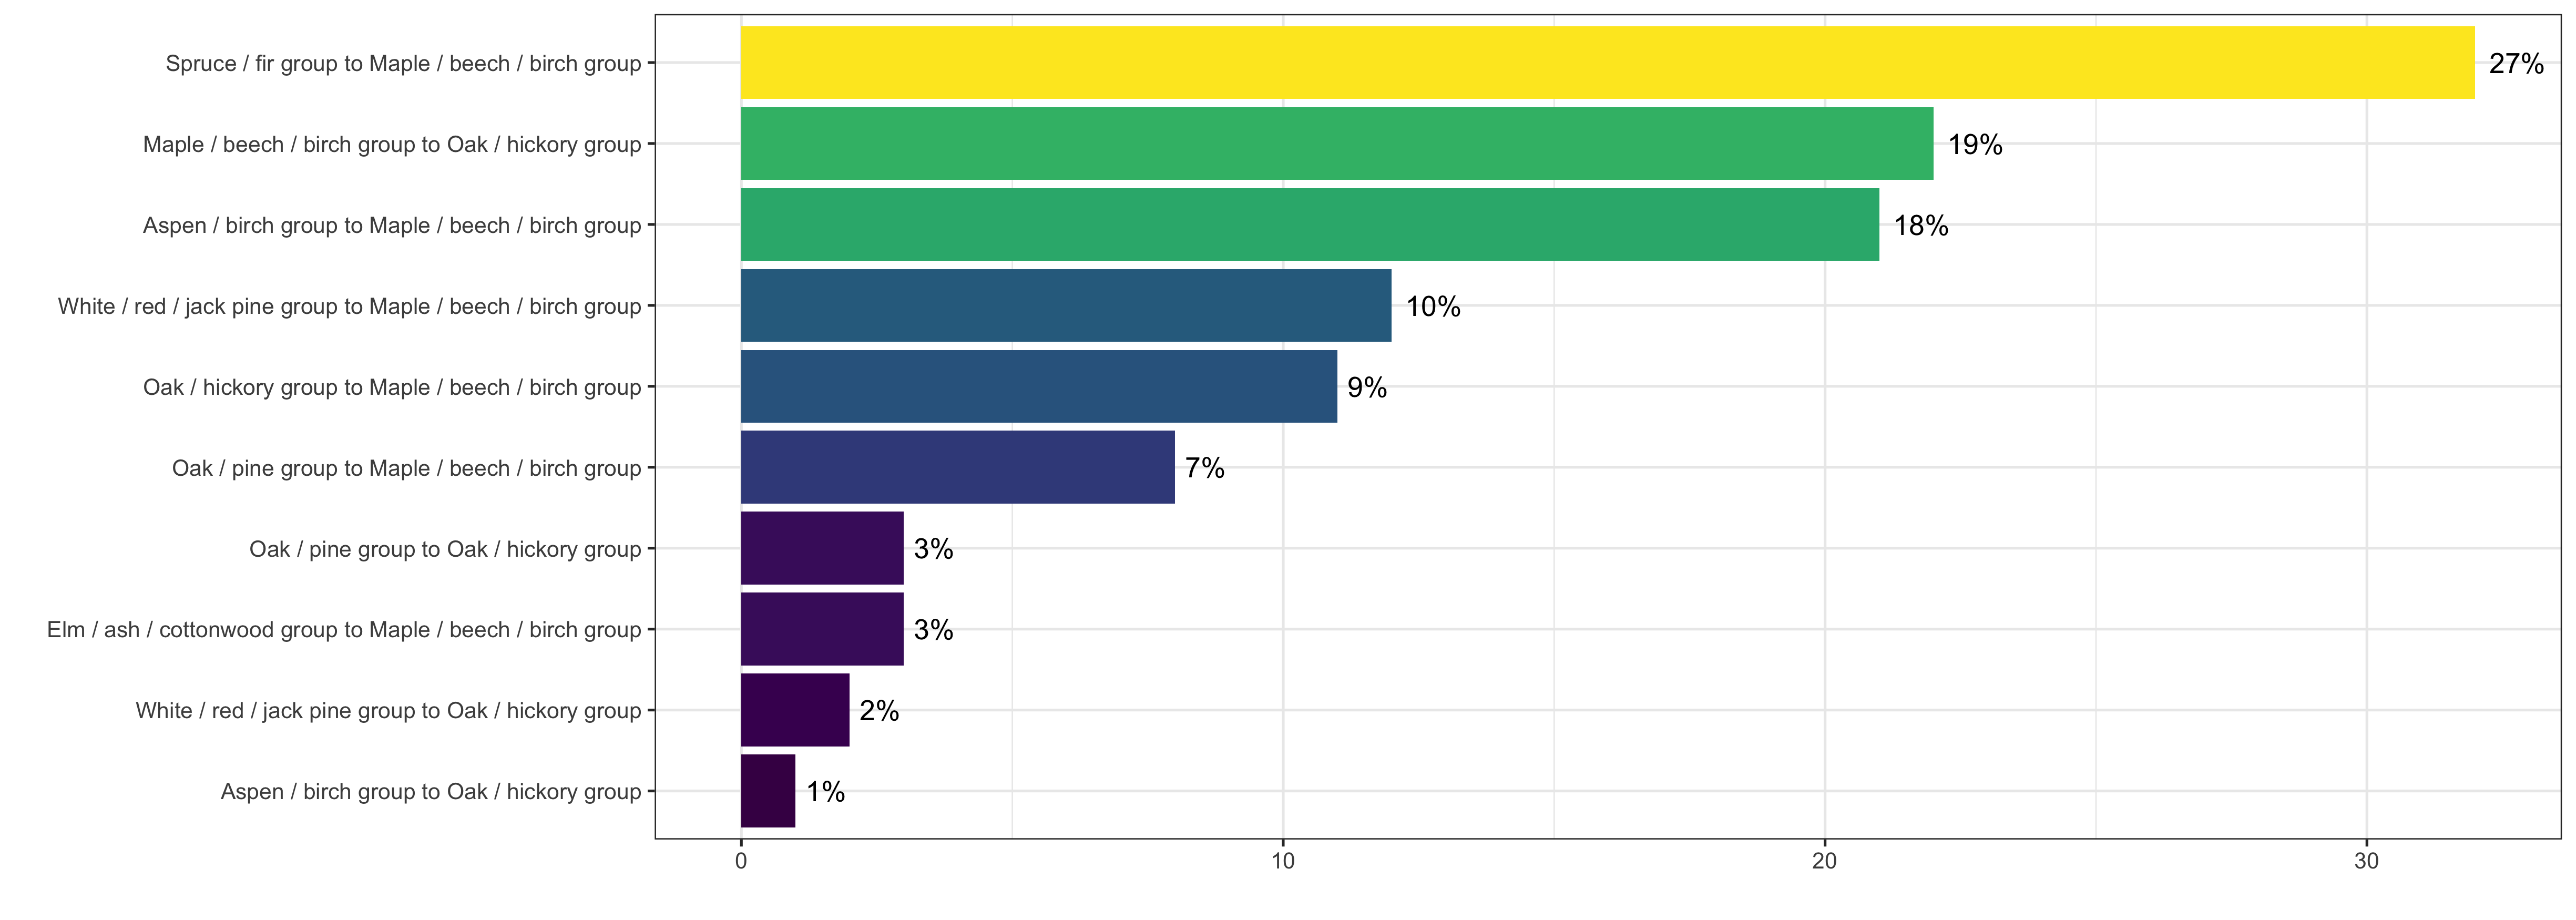 Spruce / fir group to Maple / beech / birch group 27%
Maple / beech / birch group to Oak / hickory group 19%
Aspen / birch group to Maple / beech / birch group 18%
White / red / jack pine group to Maple / beech / birch group 10%
Oak / hickory group to Maple / beech / birch group 9%
Oak / pine group to Maple / beech / birch group 7%
Oak / pine group to Oak / hickory group 3%
Elm / ash / cottonwood group to Maple / beech / birch group 3%
White / red / jack pine group to Oak / hickory group 2%
Aspen / birch group to Oak / hickory group 1%
0 10 20 30